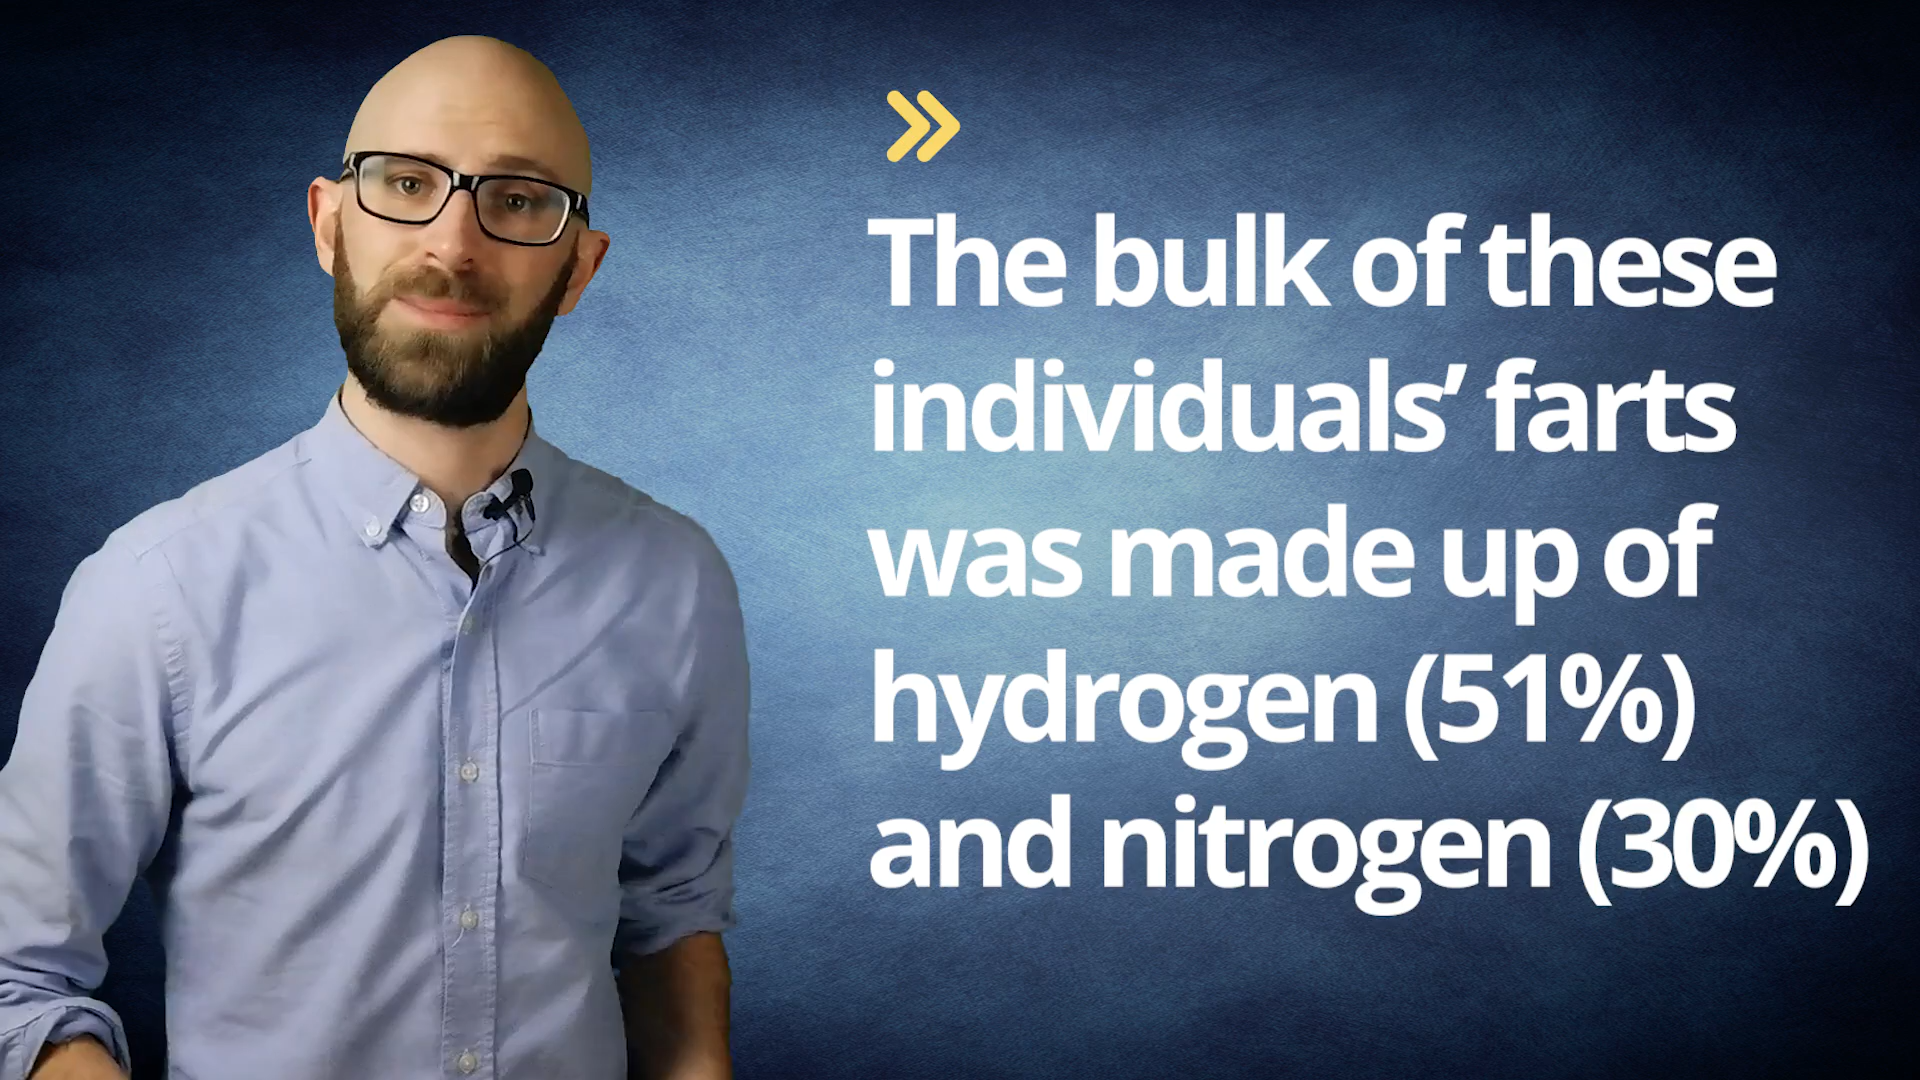 The bulk of these
individuals’ farts
was made up of
hydrogen (51%)
and nitrogen (30%)